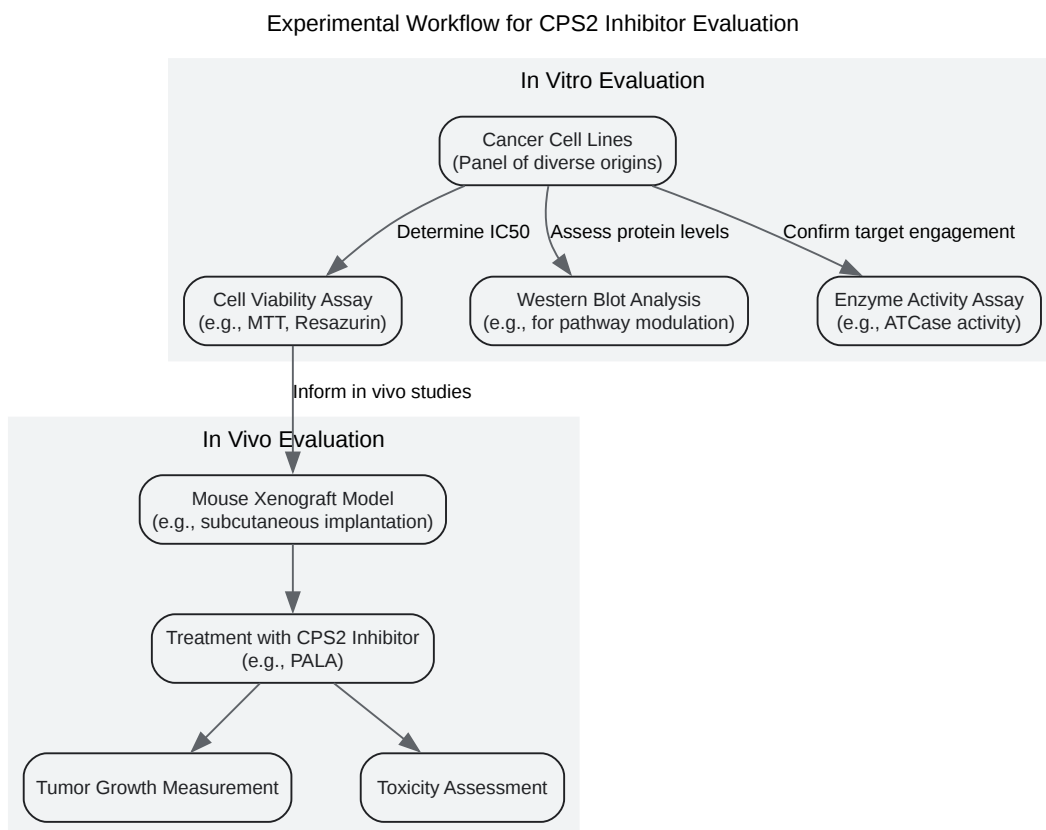 Experimental Workflow for CPS2 Inhibitor Evaluation
In Vitro Evaluation
Cancer Cell Lines
(Panel of diverse origins)
Determine IC50
Assess protein levels
Confirm target engagement
Cell Viability Assay
(e.g., MTT, Resazurin)
Western Blot Analysis
(e.g., for pathway modulation)
Enzyme Activity Assay
(e.g., ATCase activity)
Inform in vivo studies
In Vivo Evaluation
Mouse Xenograft Model
(e.g., subcutaneous implantation)
Treatment with CPS2 Inhibitor
(e.g., PALA)
Tumor Growth Measurement
Toxicity Assessment